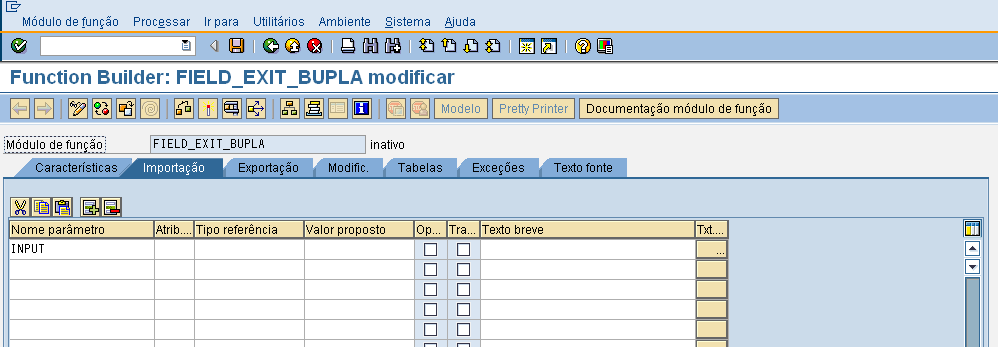 Módulo de função Processar Ir para Utilitários Ambiente Sistema Ajuda
Function Builder: FIELD_EXIT_BUPLA modificar
Modelo Pretty Printer Documentação módulo de função
Módulo de função FIELD_EXIT_BUPLA inativo
Características Importação Exportação Modific. Tabelas Exceções Texto fonte
Nome parâmetro Atrib.... Tipo referência Valor proposto Op... Tra... Texto breve Txt....
INPUT ...